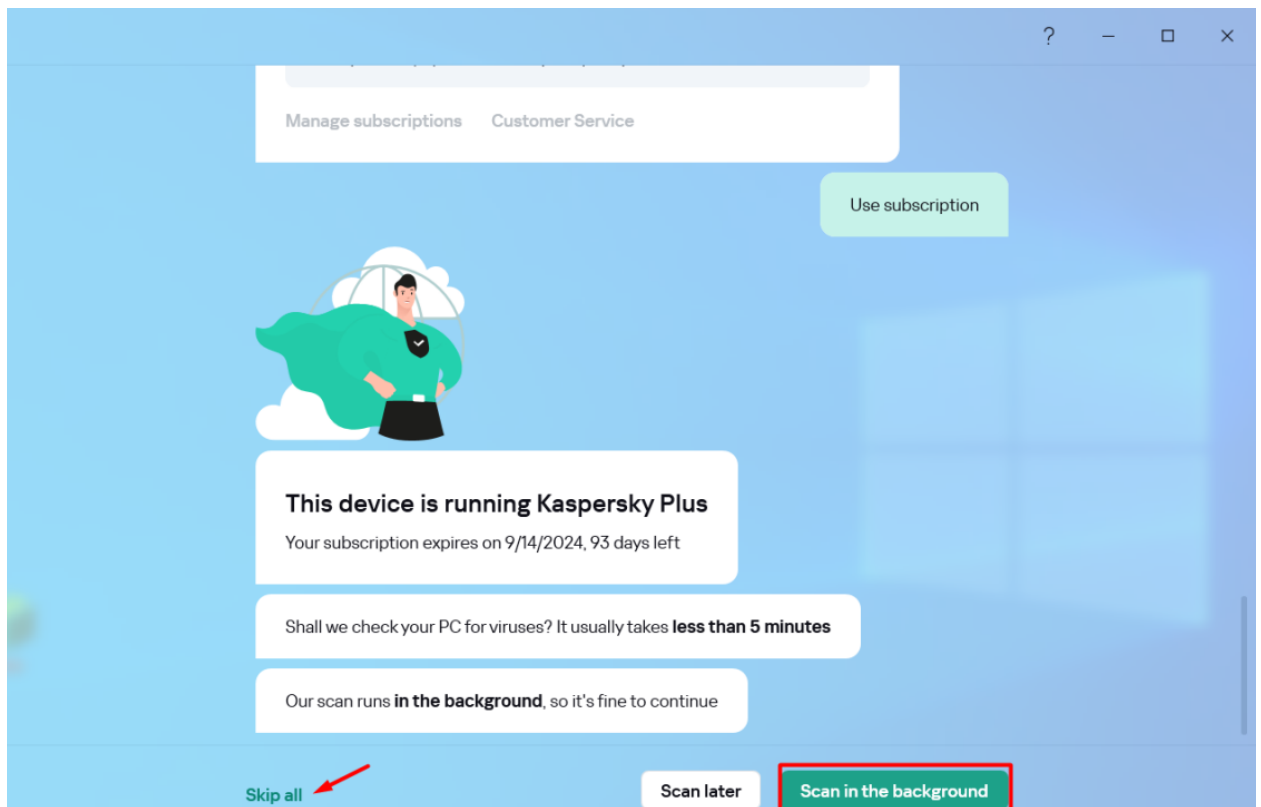 ?
Manage subscriptions Customer Service
Use subscription
This device is running Kaspersky Plus
Your subscription expires on 9/14/2024, 93 days left
Shall we check your PC for viruses? It usually takes less than 5 minutes
Our scan runs in the background, so it's fine to continue
Skip all Scan later Scan in the background